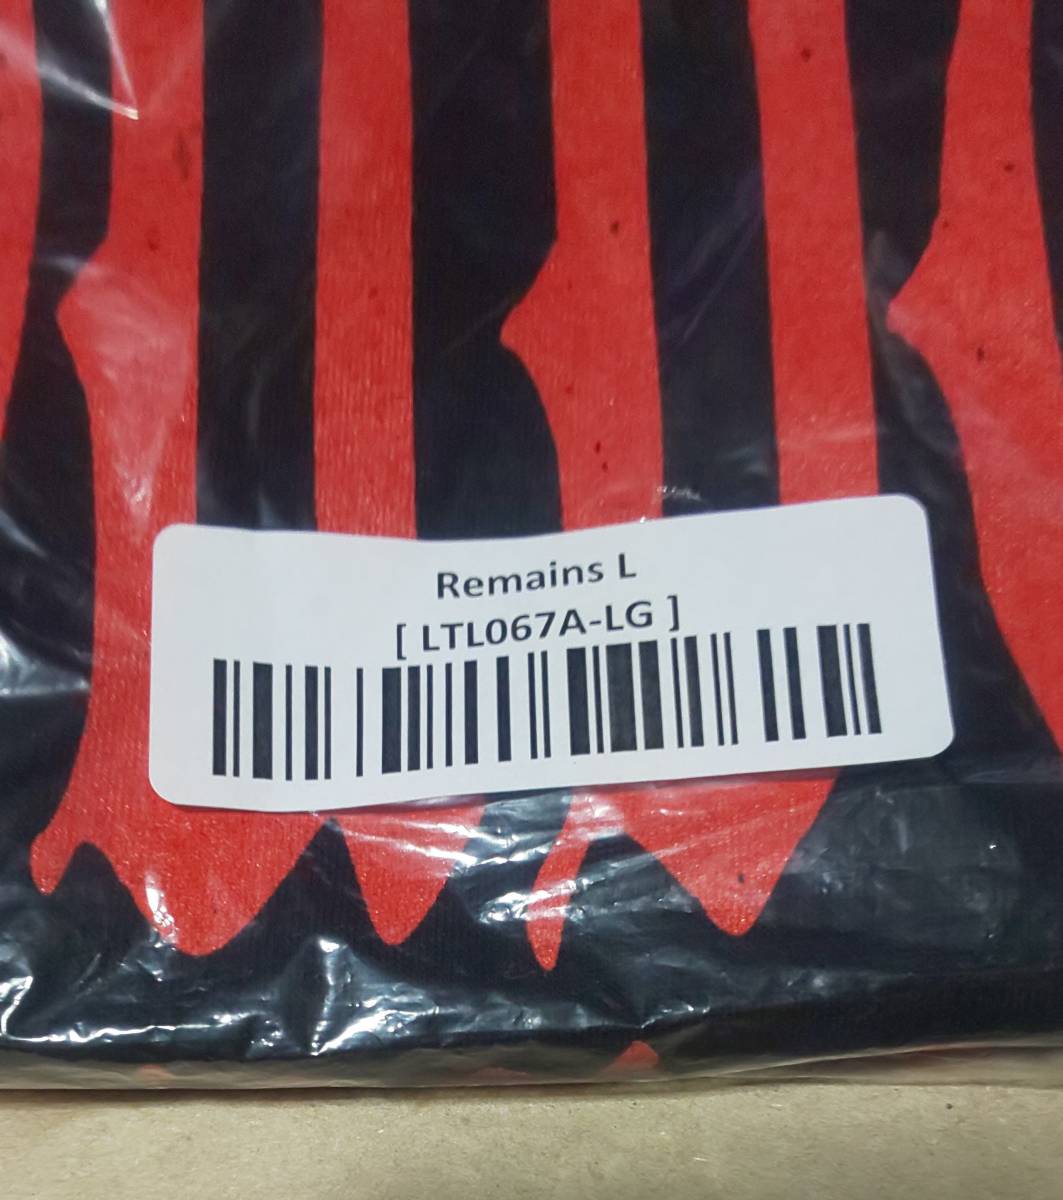 Remains L
[ LTL067A-LG ]